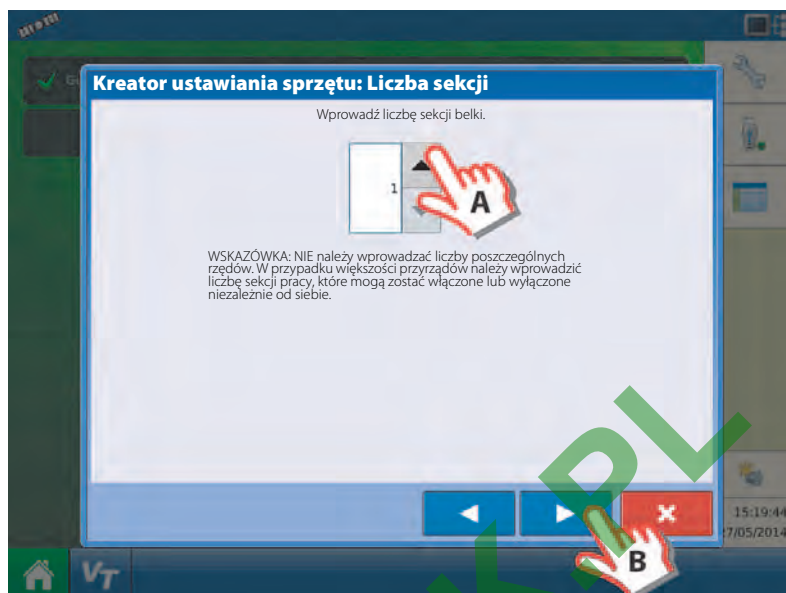 Kreator ustawiania sprzętu: Liczba sekcji
Wprowadź liczbę sekcji belki.
1
A
WSKAZÓWKA: NIE należy wprowadzać liczby poszczególnych
rzędów. W przypadku większości przyrządów należy wprowadzić
liczbę sekcji pracy, które mogą zostać włączone lub wyłączone
niezależnie od siebie.
15:19:44
7/05/2014
B
VT
K.PL